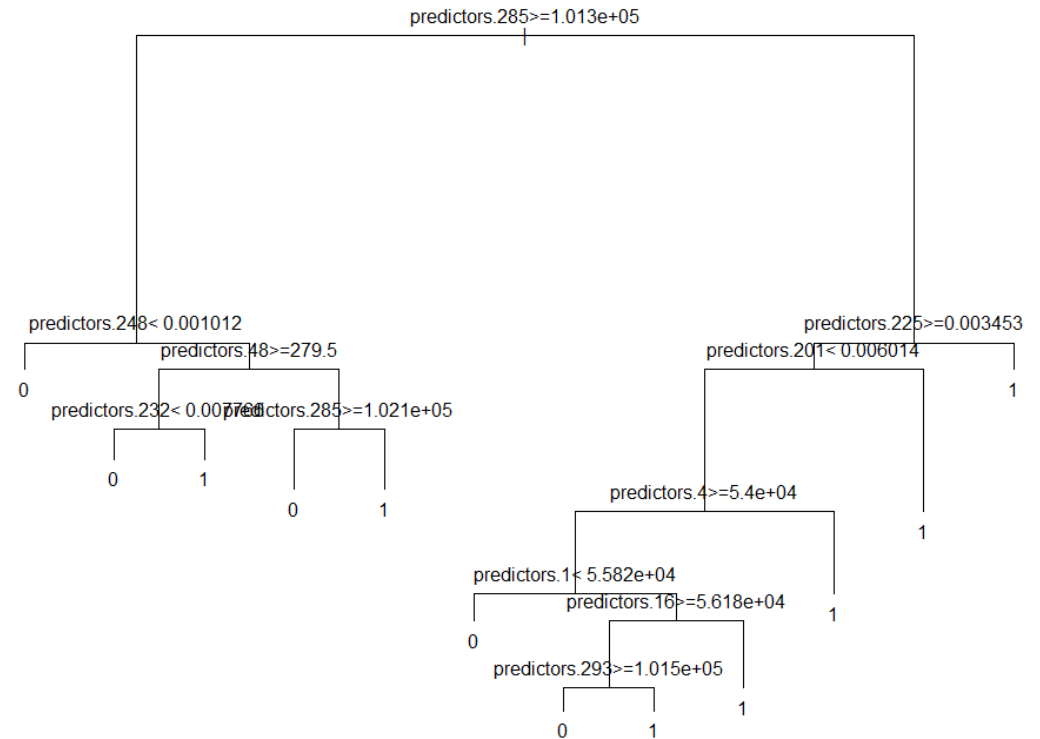 predictors.285>=1.013e+05
predictors.248< 0.001012
predictors.225>=0.003453
predictors.48>=279.5
predictors.201< 0.006014
0
1
predictors.232< 
predictors.285>=1.021e+05
0
1
0
1
predictors.4>=5.4e+04
1
predictors.1< 5.582e+04
predictors.16>=5.618e+04
1
0
predictors.293>=1.015e+05
1
0
1